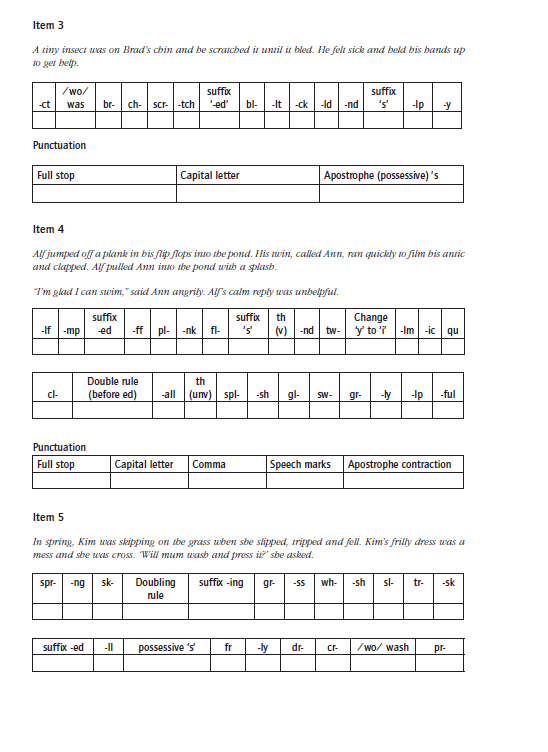 Item 3
A tiny insect was on Brad's chin and he scratched it until it bled. He felt sick and held his hands up
to get help.
-ct /wo/ was br- ch- scr- -tch suffix '-ed' bl- -lt -ck -ld -nd suffix 's' -lp -y
Punctuation
Full stop Capital letter Apostrophe (possessive) 's
Item 4
Alf jumped off a plank in his flip flops into the pond. His twin, called Ann, ran quickly to film his antic
and clapped. Alf pulled Ann into the pond with a splash.
"I'm glad I can swim," said Ann angrily. Alf's calm reply was unhelpful.
-lf -mp suffix -ed -ff pl- -nk fl- suffix 's' th (v) -nd tw- Change 'y' to 'i' -lm -ic qu
cl- Double rule (before ed) -all th (unv) spl- -sh gl- sw- gr- -ly -lp -ful
Punctuation
Full stop Capital letter Comma Speech marks Apostrophe contraction
Item 5
In spring, Kim was skipping on the grass when she slipped, tripped and fell. Kim's frilly dress was a
mess and she was cross. 'Will mum wash and press it?' she asked.
spr- -ng sk- Doubling rule suffix -ing gr- -ss wh- -sh sl- tr- -sk
suffix -ed -ll possessive 's' fr -ly dr- cr- /wo/ wash pr-